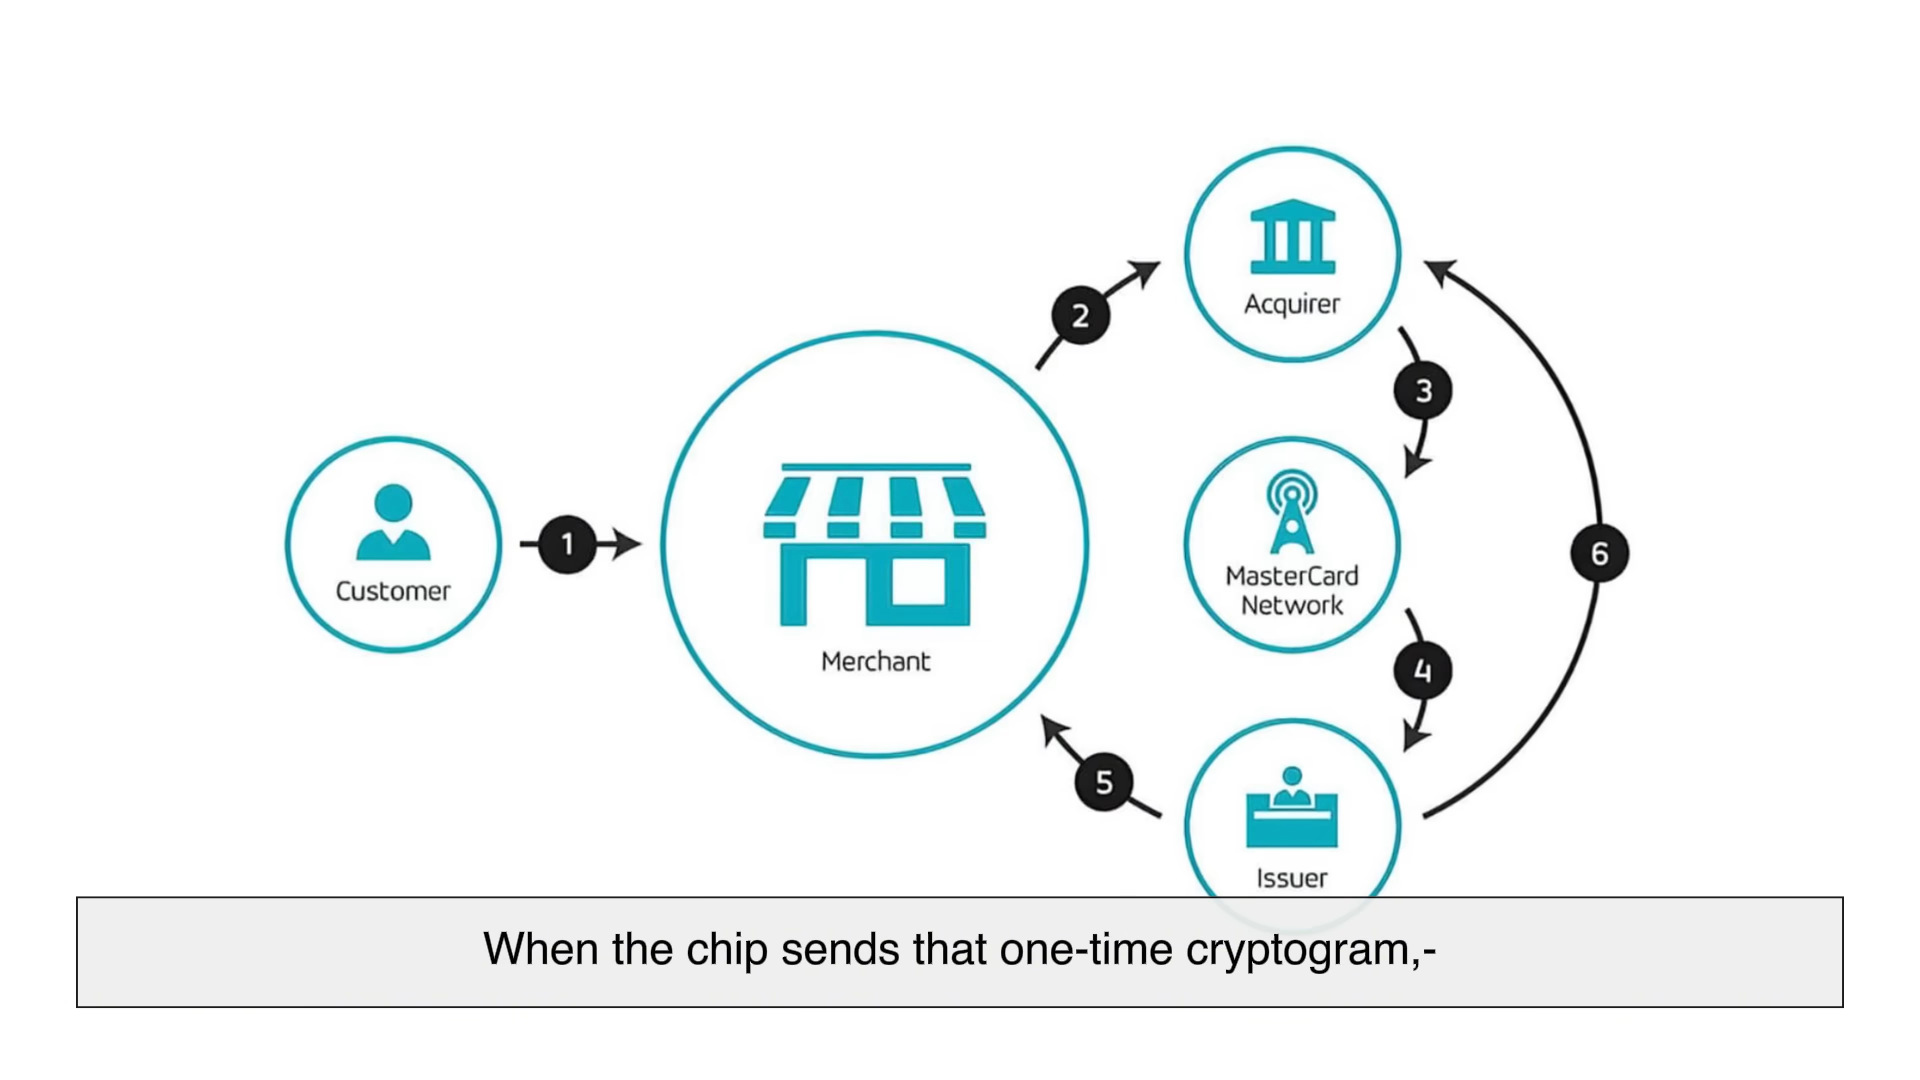 Acquirer
2
3
Customer
1
Merchant
MasterCard
Network
6
4
5
Issuer
When the chip sends that one-time cryptogram,-